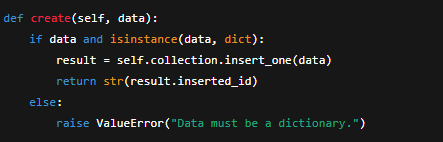 def create(self, data):
    if data and isinstance(data, dict):
        result = self.collection.insert_one(data)
        return str(result.inserted_id)
    else:
        raise ValueError("Data must be a dictionary.")